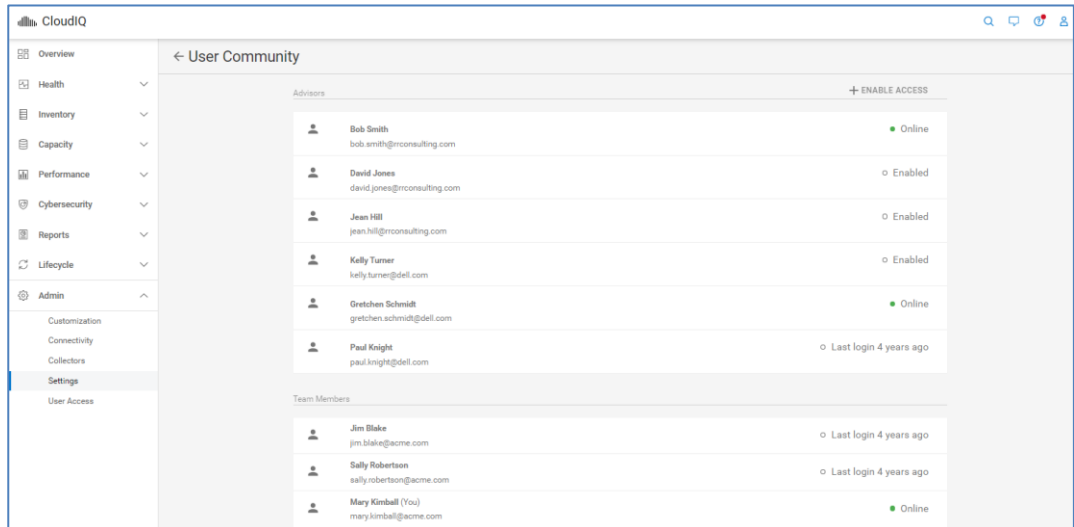 CloudIQ
Overview
Health
Inventory
Capacity
Performance
Cybersecurity
Reports
Lifecycle
Admin
Customization
Connectivity
Collectors
Settings
User Access
← User Community
Advisors
+ ENABLE ACCESS
Bob Smith
bob.smith@rrconsulting.com
Online
David Jones
david.jones@rrconsulting.com
Enabled
Jean Hill
jean.hill@rrconsulting.com
Enabled
Kelly Turner
kelly.turner@dell.com
Enabled
Gretchen Schmidt
gretchen.schmidt@dell.com
Online
Paul Knight
paul.knight@dell.com
Last login 4 years ago
Team Members
Jim Blake
jim.blake@acme.com
Last login 4 years ago
Sally Robertson
sally.robertson@acme.com
Last login 4 years ago
Mary Kimball (You)
mary.kimball@acme.com
Online